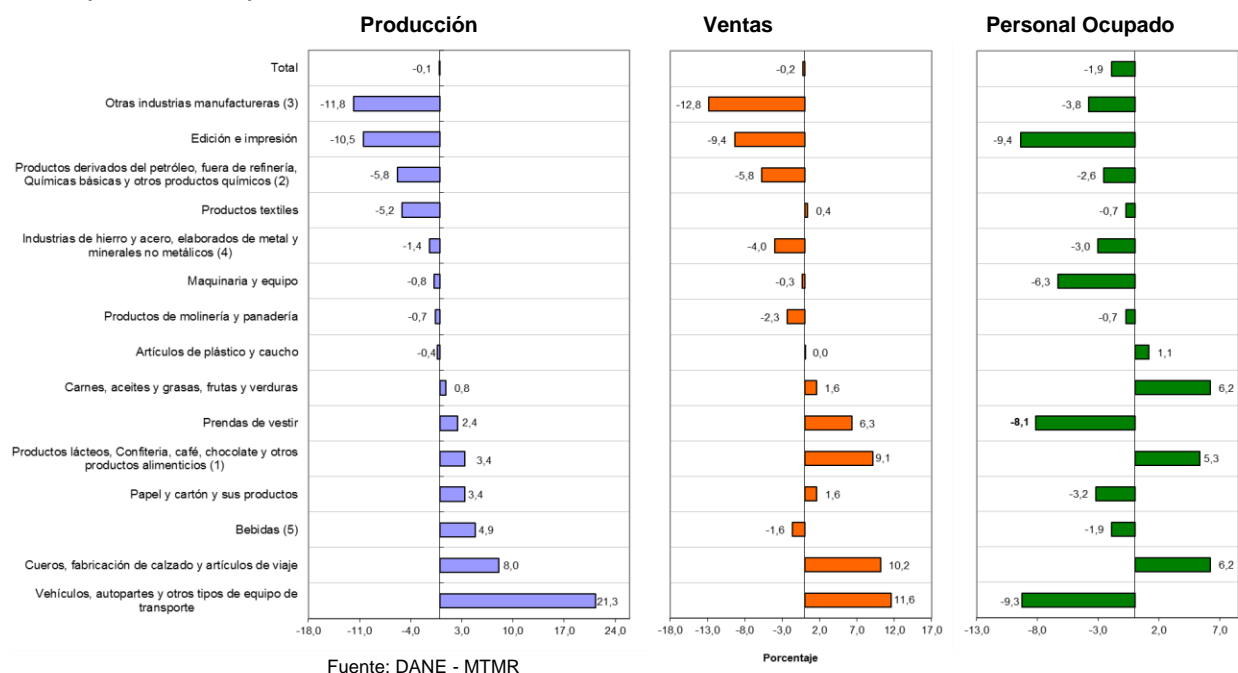 Producción Ventas Personal Ocupado
Total -0,1 -0,2 -1,9
Otras industrias manufactureras (3) -11,8 -12,8 -3,8
Edición e impresión -10,5 -9,4 -9,4
Productos derivados del petróleo, fuera de refinería,
Químicas básicas y otros productos químicos (2) -5,8 -5,8 -2,6
Productos textiles -5,2 0,4 -0,7
Industrias de hierro y acero, elaborados de metal y
minerales no metálicos (4) -1,4 -4,0 -3,0
Maquinaria y equipo -0,8 -0,3 -6,3
Productos de molinería y panadería -0,7 -2,3 -0,7
Artículos de plástico y caucho -0,4 0,0 1,1
Carnes, aceites y grasas, frutas y verduras 0,8 1,6 6,2
Prendas de vestir 2,4 6,3 -8,1
Productos lácteos, Confiteria, café, chocolate y otros
productos alimenticios (1) 3,4 9,1 5,3
Papel y cartón y sus productos 3,4 1,6 -3,2
Bebidas (5) 4,9 -1,6 -1,9
Cueros, fabricación de calzado y artículos de viaje 8,0 10,2 6,2
Vehículos, autopartes y otros tipos de equipo de
transporte 21,3 11,6 -9,3
-18,0 -11,0 -4,0 3,0 10,0 17,0 24,0 -18,0 -13,0 -8,0 -3,0 2,0 7,0 12,0 17,0 -13,0 -8,0 -3,0 2,0 7,0
Porcentaje
Fuente: DANE - MTMR